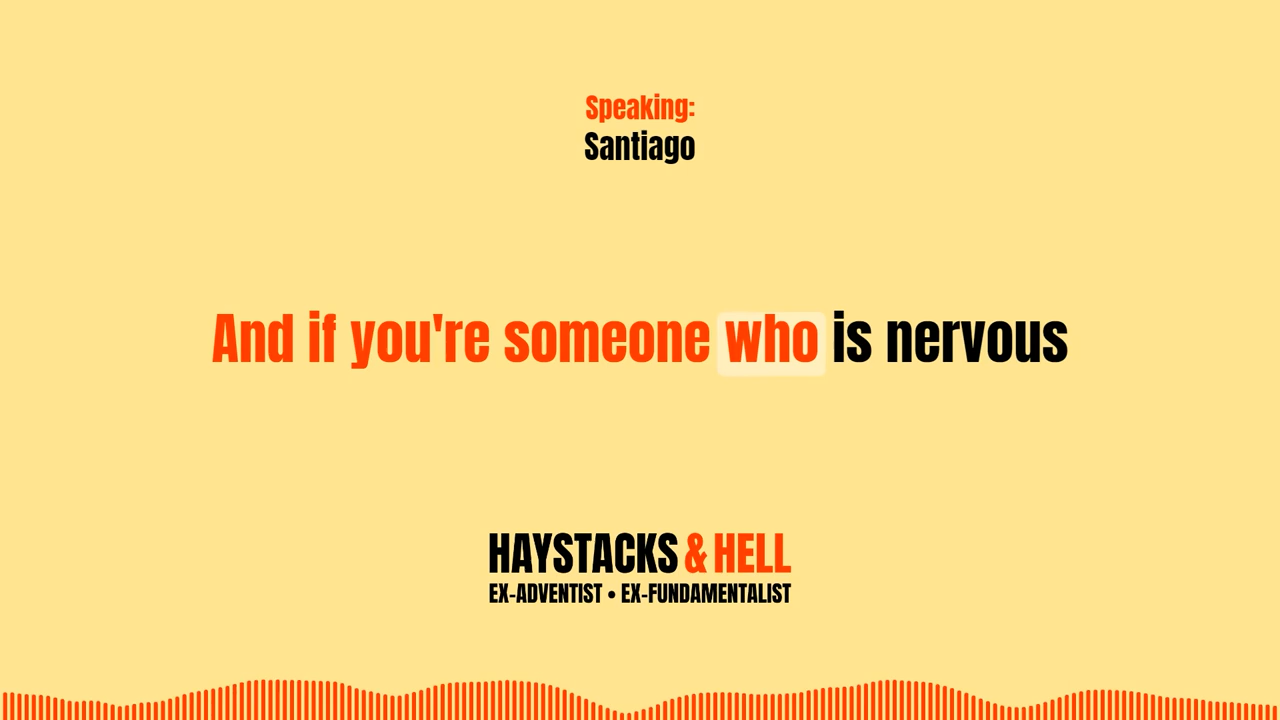 Speaking:
Santiago
And if you're someone who is nervous
HAYSTACKS & HELL
EX-ADVENTIST • EX-FUNDAMENTALIST